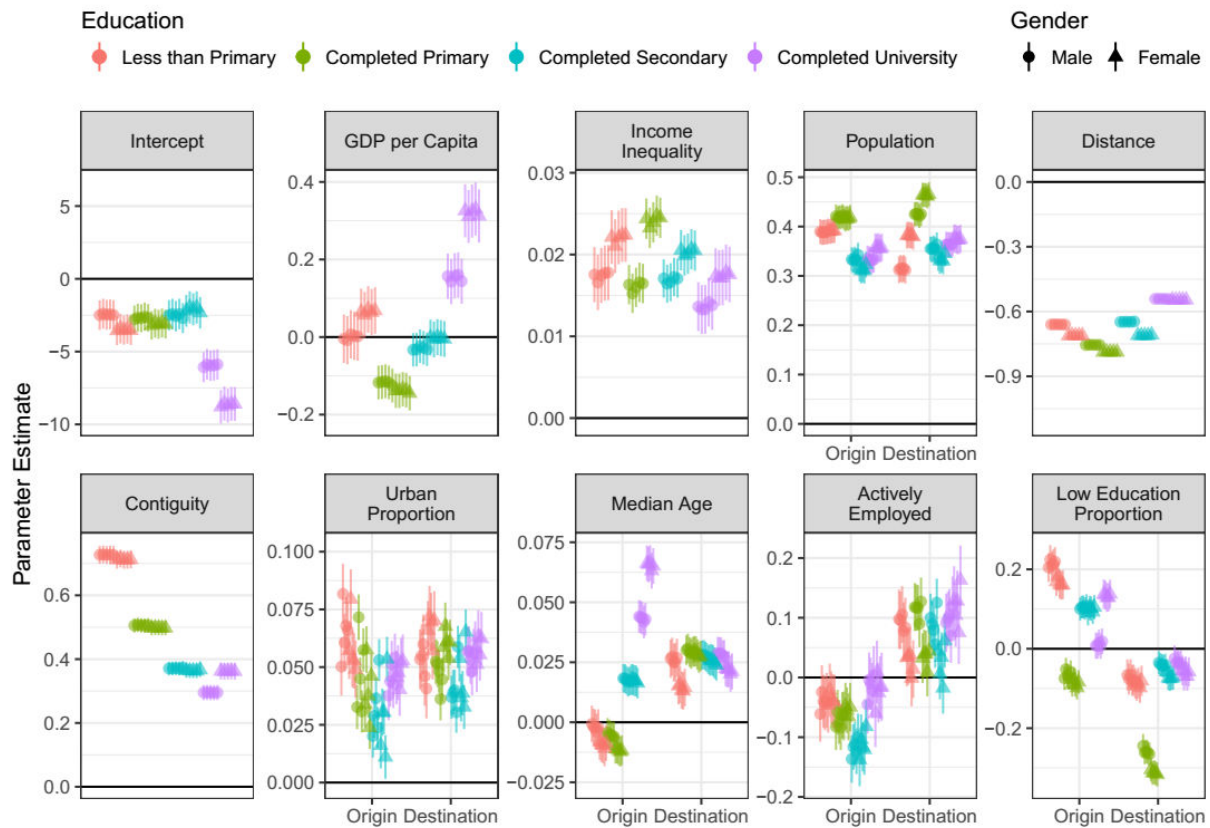 Education
Gender
Less than Primary
Completed Primary
Completed Secondary
Completed University
Male
Female
Parameter Estimate
Intercept
5
0
−5
−10
GDP per Capita
0.4
0.2
0.0
−0.2
Income
Inequality
0.03
0.02
0.01
0.00
Population
0.5
0.4
0.3
0.2
0.1
0.0
Origin Destination
Distance
0.0
−0.3
−0.6
−0.9
Contiguity
0.6
0.4
0.2
0.0
Urban
Proportion
0.100
0.075
0.050
0.025
0.000
Origin Destination
Median Age
0.075
0.050
0.025
0.000
−0.025
Origin Destination
Actively
Employed
0.2
0.1
0.0
−0.1
−0.2
Origin Destination
Low Education
Proportion
0.2
0.0
−0.2
Origin Destination